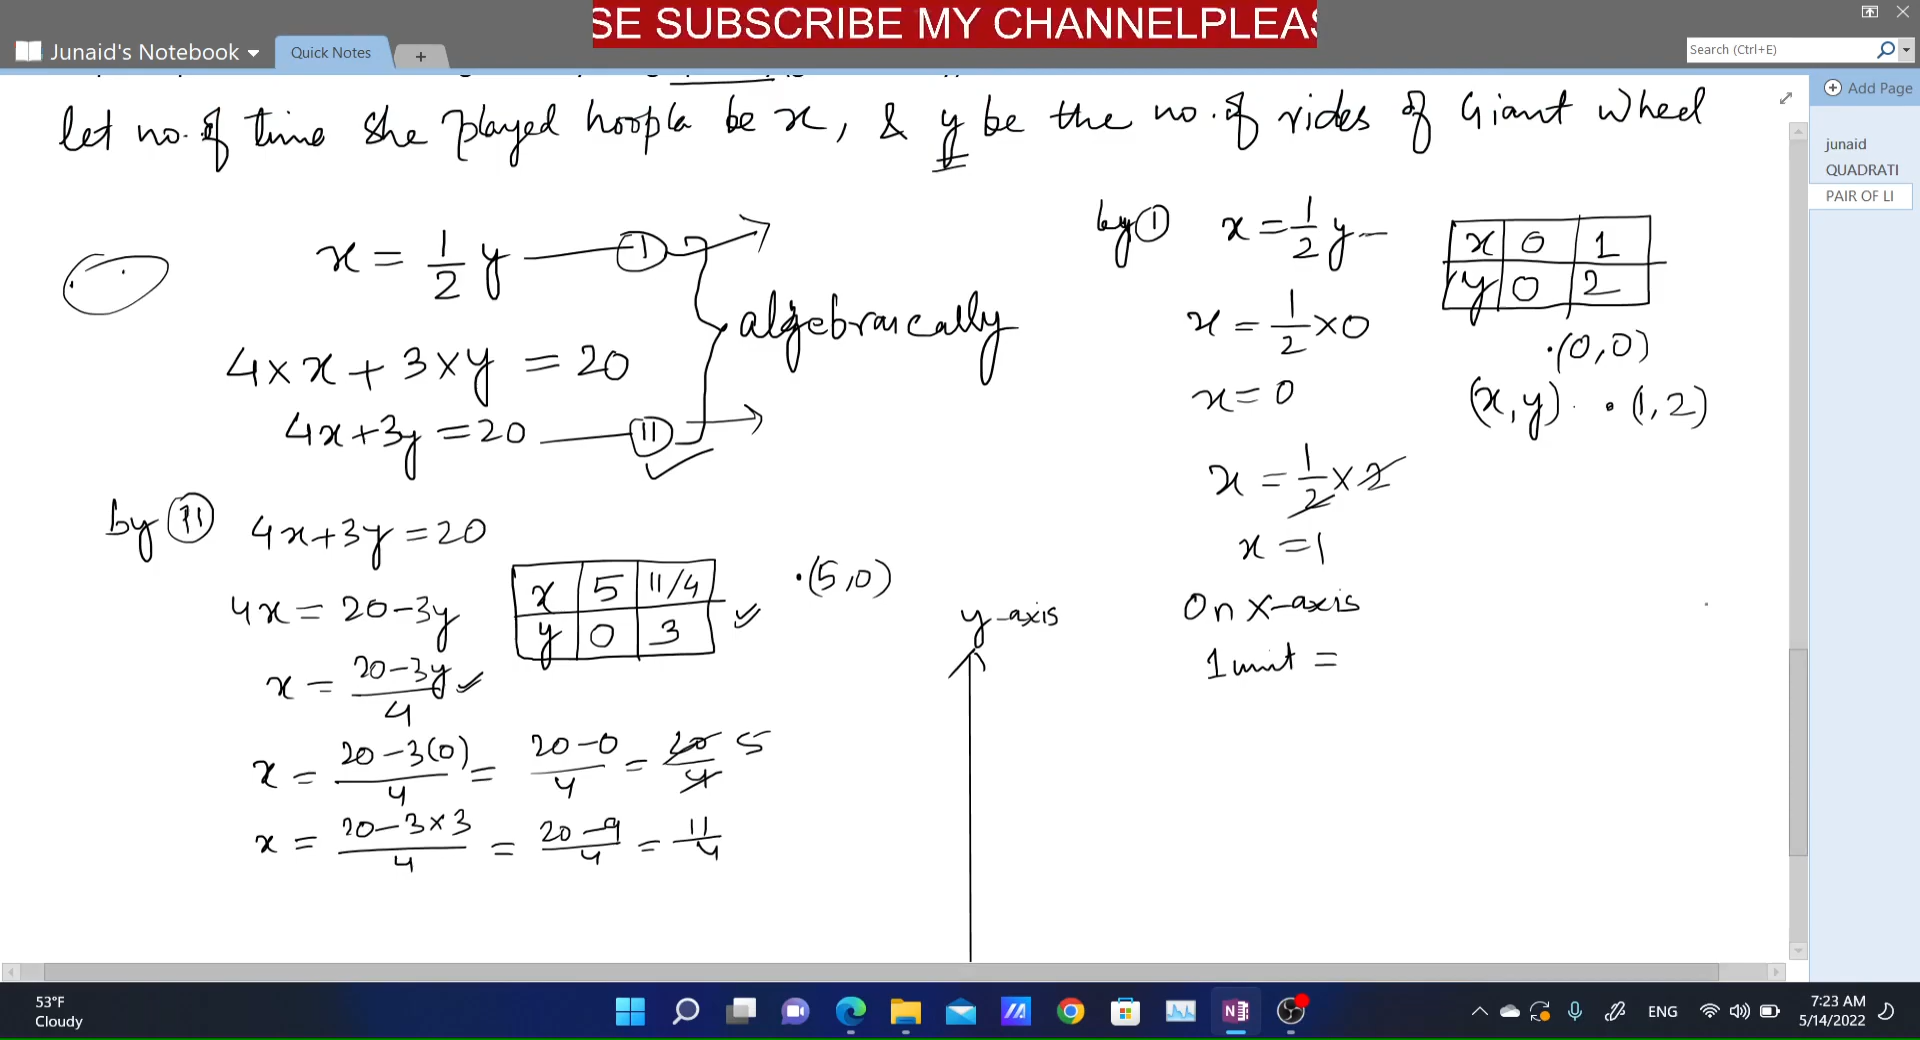 SE SUBSCRIBE MY CHANNELPLEAS
Junaid's Notebook
Quick Notes
+
Search (Ctrl+E)
Add Page
junaid
QUADRATI
PAIR OF LI
let no. of time she played hoopla be x, & y be the no. of rides of Giant Wheel
x = 1/2 y — I
4 × x + 3 × y = 20
4x + 3y = 20 — II
algebraically
by II 4x + 3y = 20
4x = 20 - 3y
x = (20 - 3y)/4
x = (20 - 3(0))/4 = (20 - 0)/4 = 20/4 5
x = (20 - 3 × 3)/4 = (20 - 9)/4 = 11/4
x 5 11/4
y 0 3
(5,0)
y-axis
by I x = 1/2 y
x = 1/2 × 0
x = 0
x = 1/2 × 2
x = 1
x 0 1
y 0 2
(0,0)
(x,y) (1,2)
On X-axis
1 unit =
53°F
Cloudy
ENG
7:23 AM
5/14/2022